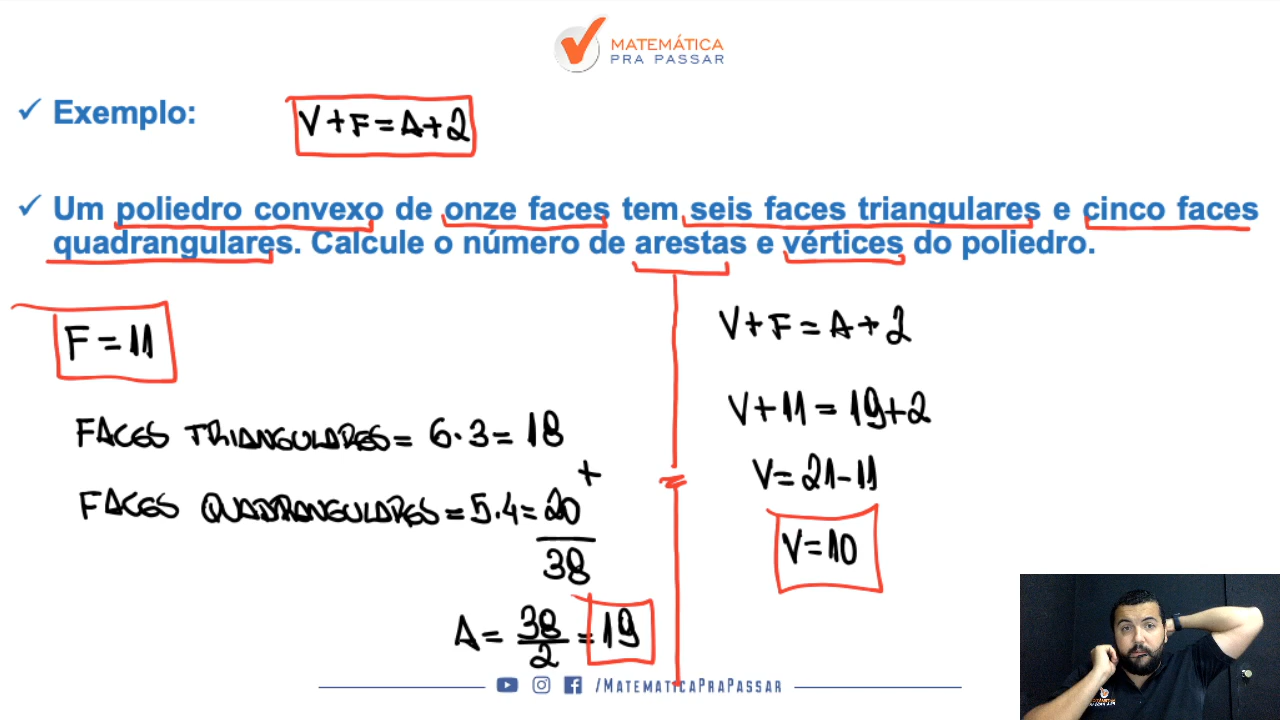 MATEMÁTICA
PRA PASSAR
✓ Exemplo:
V+F=A+2
✓ Um poliedro convexo de onze faces tem seis faces triangulares e cinco faces
quadrangulares. Calcule o número de arestas e vértices do poliedro.
F=11
FACES TRIANGULARES = 6·3=18
+
FACES QUADRANGULARES = 5·4=20
38
A = 38/2 = 19
V+F=A+2
V+11=19+2
V=21-11
V=10
/MATEMATICAPRAPASSAR